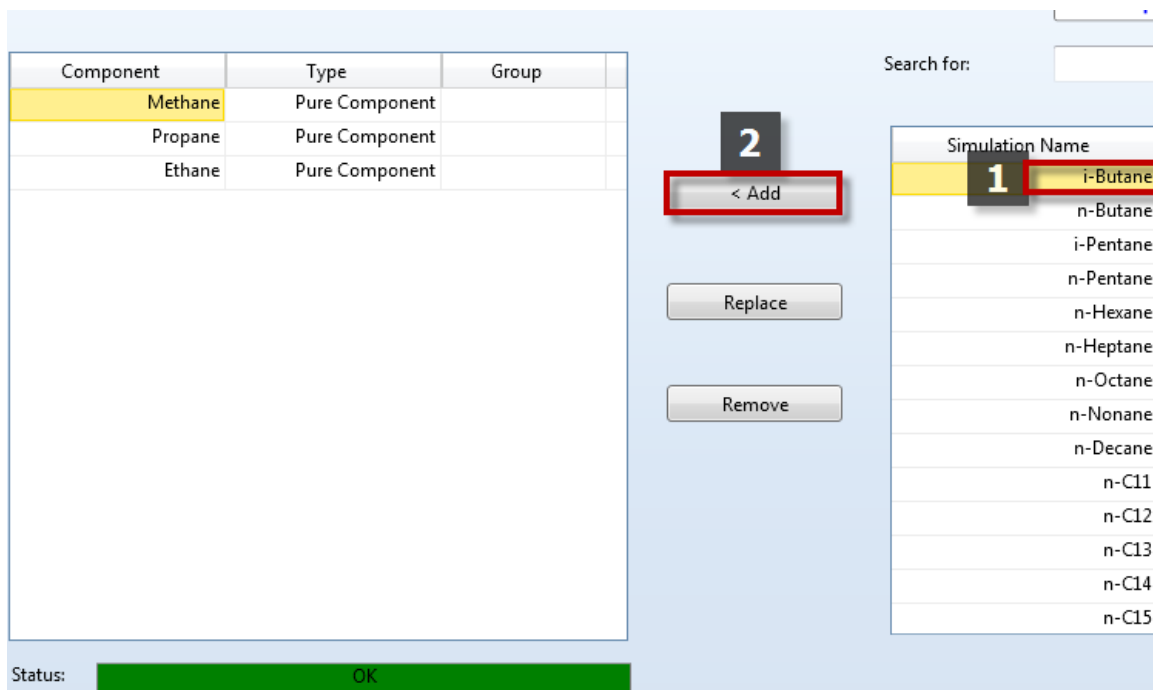 Search for:
Component Type Group
Methane Pure Component
Propane Pure Component
Ethane Pure Component
2
< Add
Replace
Remove
Simulation Name
1 i-Butane
n-Butane
i-Pentane
n-Pentane
n-Hexane
n-Heptane
n-Octane
n-Nonane
n-Decane
n-C11
n-C12
n-C13
n-C14
n-C15
Status: OK